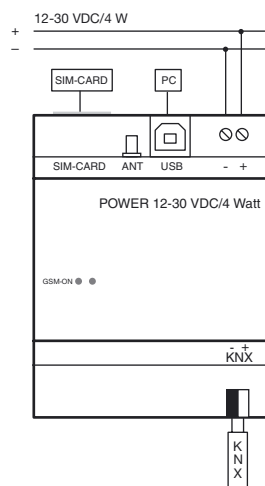 12-30 VDC/4 W
+
–
SIM-CARD
PC
SIM-CARD ANT USB - +
POWER 12-30 VDC/4 Watt
GSM-ON
- +
KNX
KNX